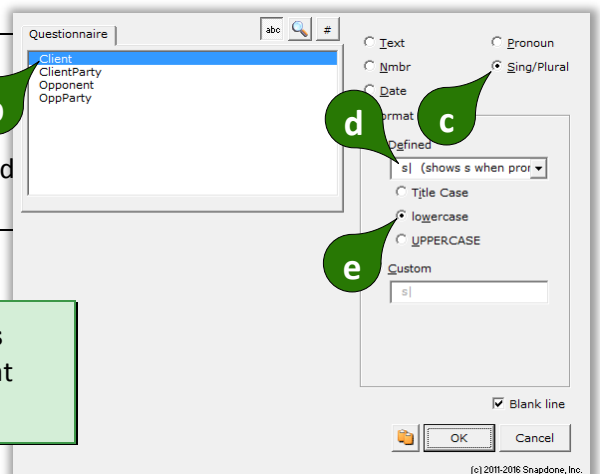 Questionnaire
abc
#
Client
ClientParty
Opponent
OppParty
Text
Pronoun
Nmbr
Sing/Plural
Date
c
d
Defined
s| (shows s when pror
Title Case
lowercase
UPPERCASE
e
Custom
s|
d
s
Blank line
OK
Cancel
(c) 2011-2016 Snapdone, Inc.